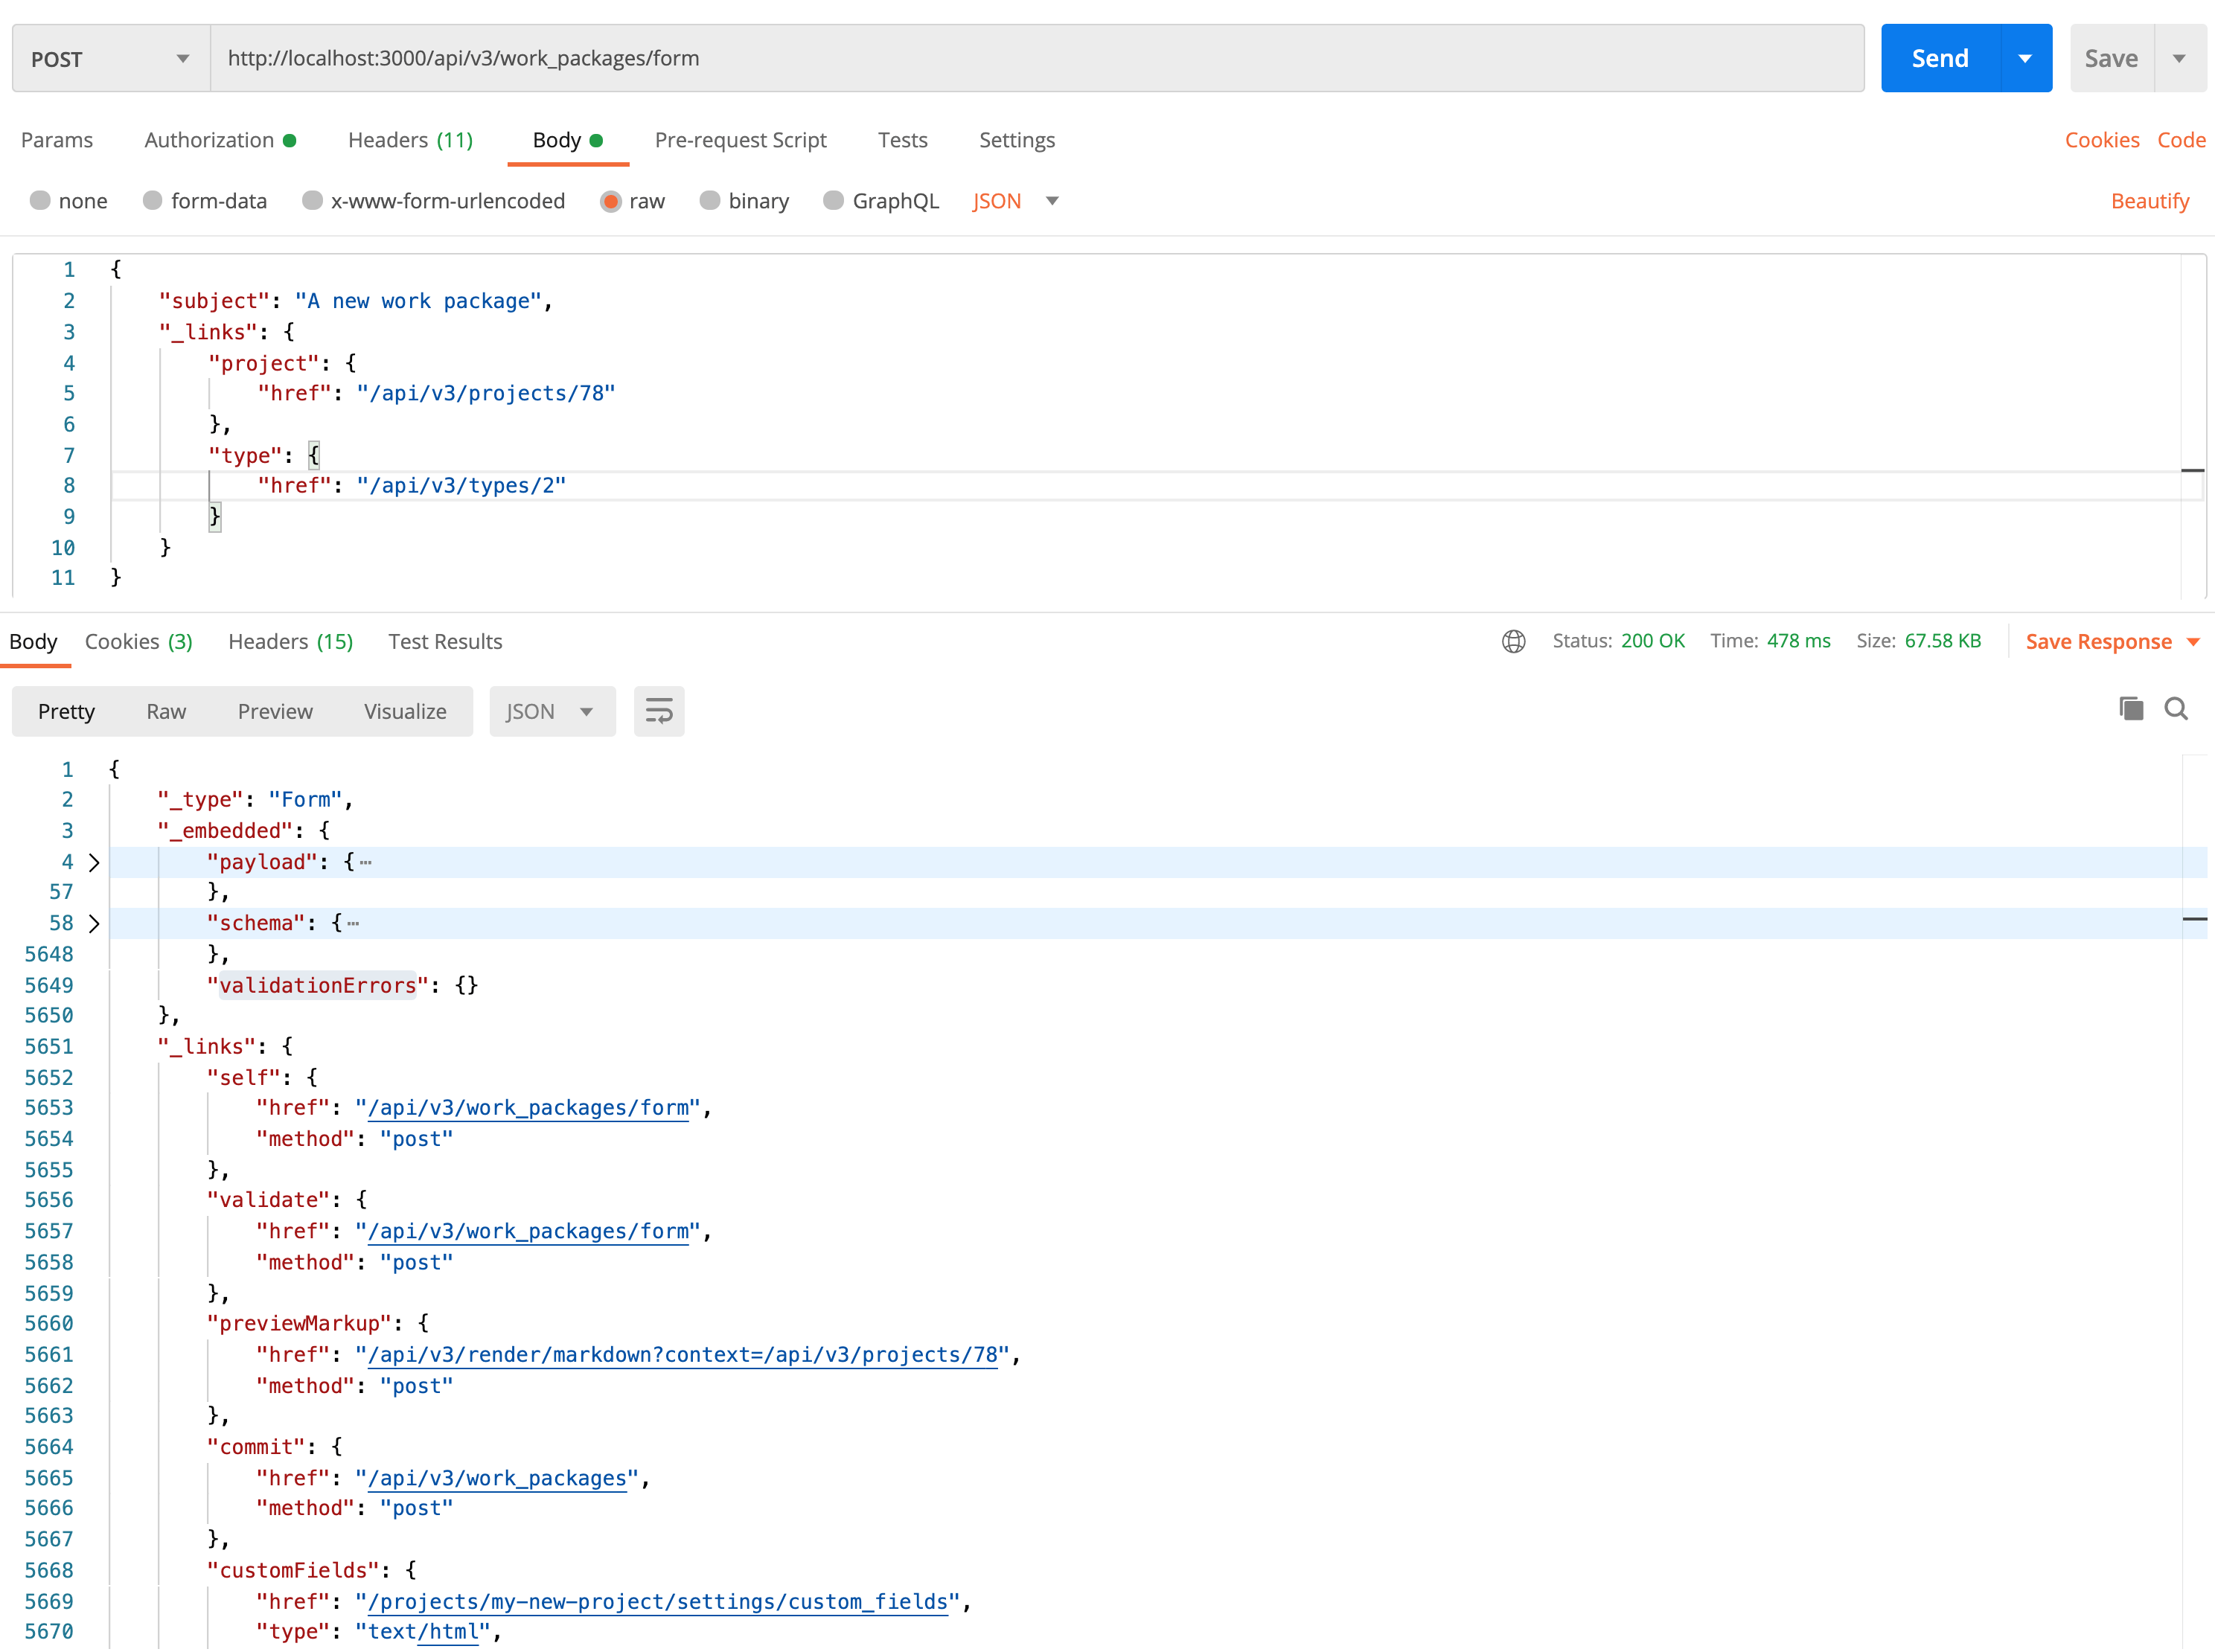 POST http://localhost:3000/api/v3/work_packages/form Send Save
Params Authorization Headers (11) Body Pre-request Script Tests Settings Cookies Code
none form-data x-www-form-urlencoded raw binary GraphQL JSON Beautify
1 {
2 "subject": "A new work package",
3 "_links": {
4 "project": {
5 "href": "/api/v3/projects/78"
6 },
7 "type": {
8 "href": "/api/v3/types/2"
9 }
10 }
11 }
Body Cookies (3) Headers (15) Test Results Status: 200 OK Time: 478 ms Size: 67.58 KB Save Response
Pretty Raw Preview Visualize JSON
1 {
2 "_type": "Form",
3 "_embedded": {
4 "payload": {⋯
57 },
58 "schema": {⋯
5648 },
5649 "validationErrors": {}
5650 },
5651 "_links": {
5652 "self": {
5653 "href": "/api/v3/work_packages/form",
5654 "method": "post"
5655 },
5656 "validate": {
5657 "href": "/api/v3/work_packages/form",
5658 "method": "post"
5659 },
5660 "previewMarkup": {
5661 "href": "/api/v3/render/markdown?context=/api/v3/projects/78",
5662 "method": "post"
5663 },
5664 "commit": {
5665 "href": "/api/v3/work_packages",
5666 "method": "post"
5667 },
5668 "customFields": {
5669 "href": "/projects/my-new-project/settings/custom_fields",
5670 "type": "text/html",